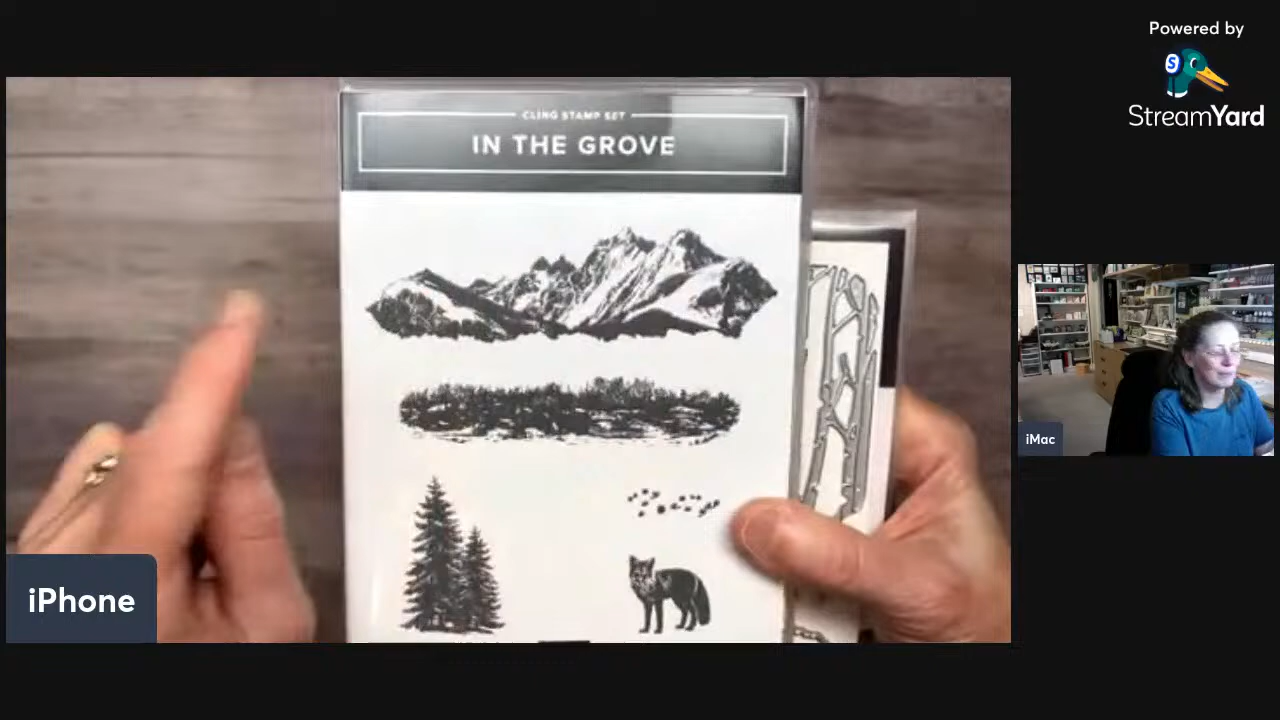 Powered by
S
StreamYard
CLING STAMP SET
IN THE GROVE
iMac
iPhone